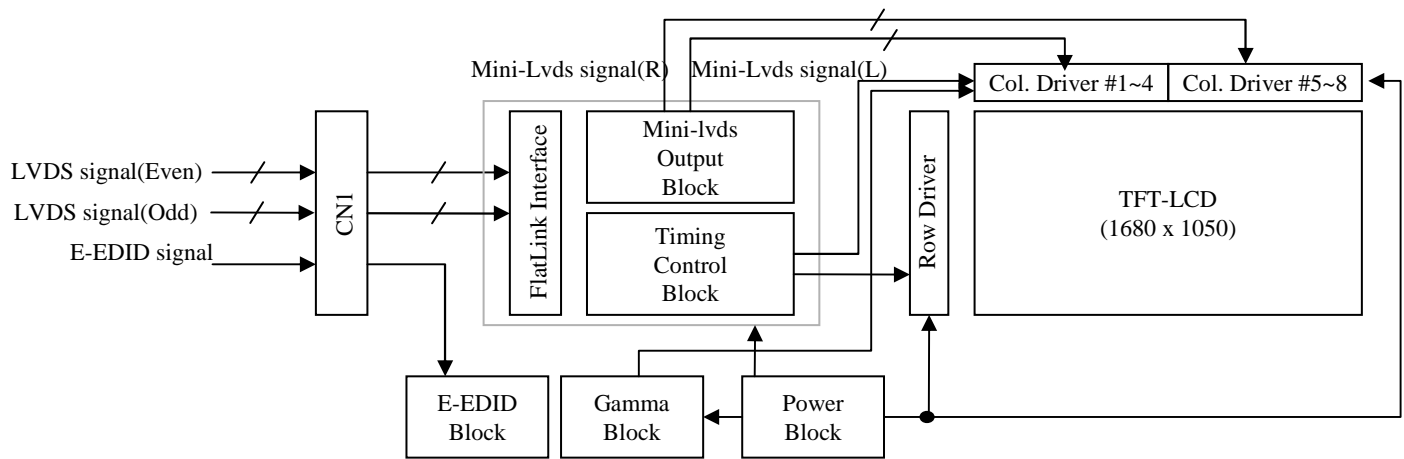 Mini-Lvds signal(R)
Mini-Lvds signal(L)
Col. Driver #1~4
Col. Driver #5~8
LVDS signal(Even)
LVDS signal(Odd)
E-EDID signal
CN1
FlatLink Interface
Mini-lvds
Output
Block
Timing
Control
Block
Row Driver
TFT-LCD
(1680 x 1050)
E-EDID
Block
Gamma
Block
Power
Block